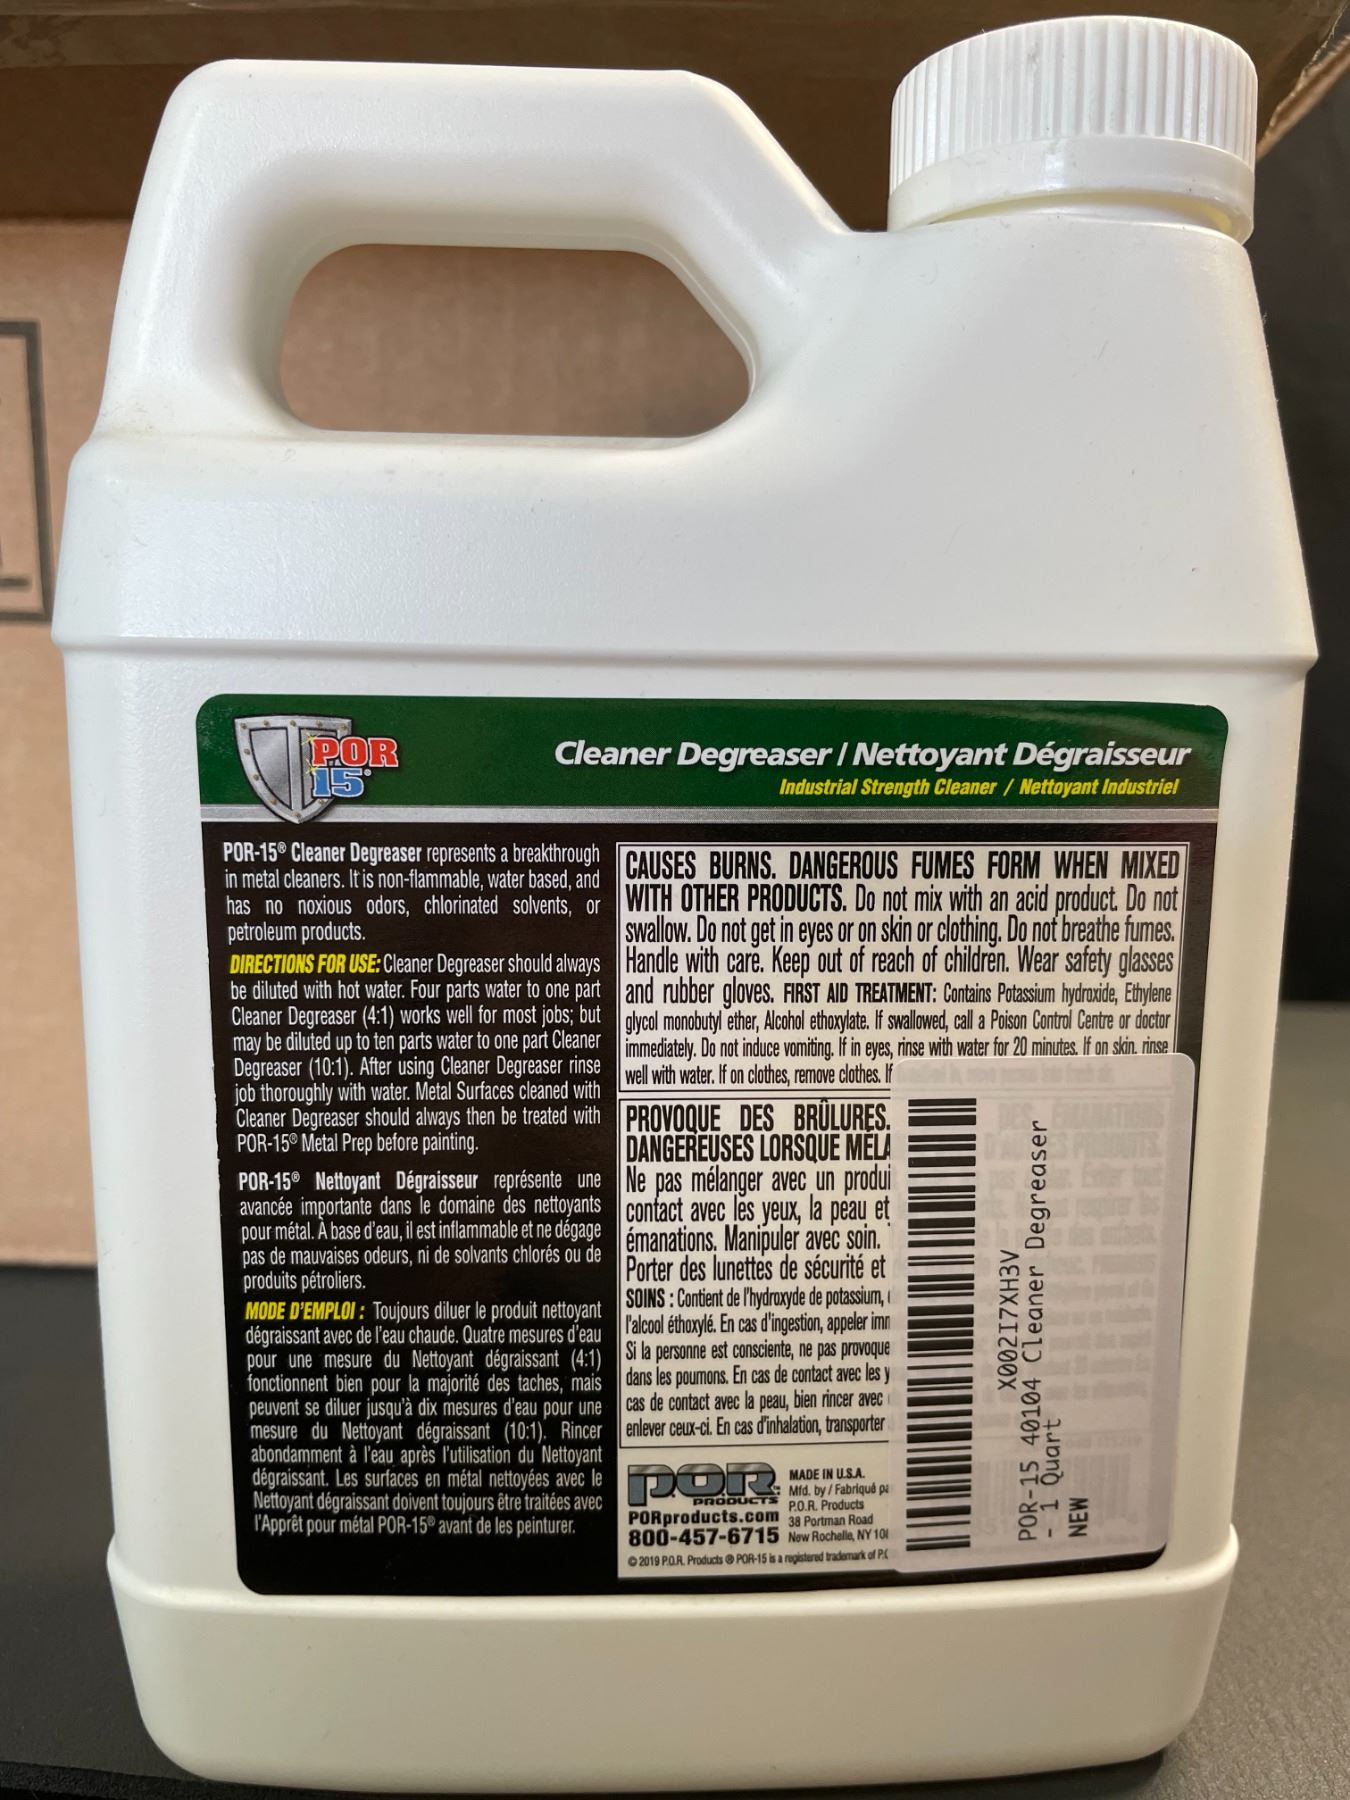 POR
15®
Cleaner Degreaser / Nettoyant Dégraisseur
Industrial Strength Cleaner / Nettoyant Industriel
POR-15® Cleaner Degreaser represents a breakthrough
in metal cleaners. It is non-flammable, water based, and
has no noxious odors, chlorinated solvents, or
petroleum products.
DIRECTIONS FOR USE: Cleaner Degreaser should always
be diluted with hot water. Four parts water to one part
Cleaner Degreaser (4:1) works well for most jobs; but
may be diluted up to ten parts water to one part Cleaner
Degreaser (10:1). After using Cleaner Degreaser rinse
job thoroughly with water. Metal Surfaces cleaned with
Cleaner Degreaser should always then be treated with
POR-15® Metal Prep before painting.
POR-15® Nettoyant Dégraisseur représente une
avancée importante dans le domaine des nettoyants
pour métal. À base d'eau, il est inflammable et ne dégage
pas de mauvaises odeurs, ni de solvants chlorés ou de
produits pétroliers.
MODE D'EMPLOI : Toujours diluer le produit nettoyant
dégraissant avec de l'eau chaude. Quatre mesures d'eau
pour une mesure du Nettoyant dégraissant (4:1)
fonctionnent bien pour la majorité des taches, mais
peuvent se diluer jusqu'à dix mesures d'eau pour une
mesure du Nettoyant dégraissant (10:1). Rincer
abondamment à l'eau après l'utilisation du Nettoyant
dégraissant. Les surfaces en métal nettoyées avec le
Nettoyant dégraissant doivent toujours être traitées avec
l'Apprêt pour métal POR-15® avant de les peinturer.
CAUSES BURNS. DANGEROUS FUMES FORM WHEN MIXED
WITH OTHER PRODUCTS. Do not mix with an acid product. Do not
swallow. Do not get in eyes or on skin or clothing. Do not breathe fumes.
Handle with care. Keep out of reach of children. Wear safety glasses
and rubber gloves. FIRST AID TREATMENT: Contains Potassium hydroxide, Ethylene
glycol monobutyl ether, Alcohol ethoxylate. If swallowed, call a Poison Control Centre or doctor
immediately. Do not induce vomiting. If in eyes, rinse with water for 20 minutes. If on skin, rinse
well with water. If on clothes, remove clothes. If
PROVOQUE DES BRÛLURES. DES ÉMANATIONS
DANGEREUSES LORSQUE MÉLA D'AUTRES PRODUITS.
Ne pas mélanger avec un produi
contact avec les yeux, la peau et
émanations. Manipuler avec soin.
Porter des lunettes de sécurité et
SOINS : Contient de l'hydroxyde de potassium,
l'alcool éthoxylé. En cas d'ingestion, appeler imm
Si la personne est consciente, ne pas provoque
dans les poumons. En cas de contact avec les y
cas de contact avec la peau, bien rincer avec
enlever ceux-ci. En cas d'inhalation, transporter
P.O.R.
PRODUCTS
PORproducts.com
800-457-6715
MADE IN U.S.A.
Mfd. by / Fabriqué pa
P.O.R. Products
38 Portman Road
New Rochelle, NY 108
© 2019 P.O.R. Products ® POR-15 is a registered trademark of P.O
X002I7XH3V
POR-15 40104 Cleaner Degreaser
- 1 Quart
NEW